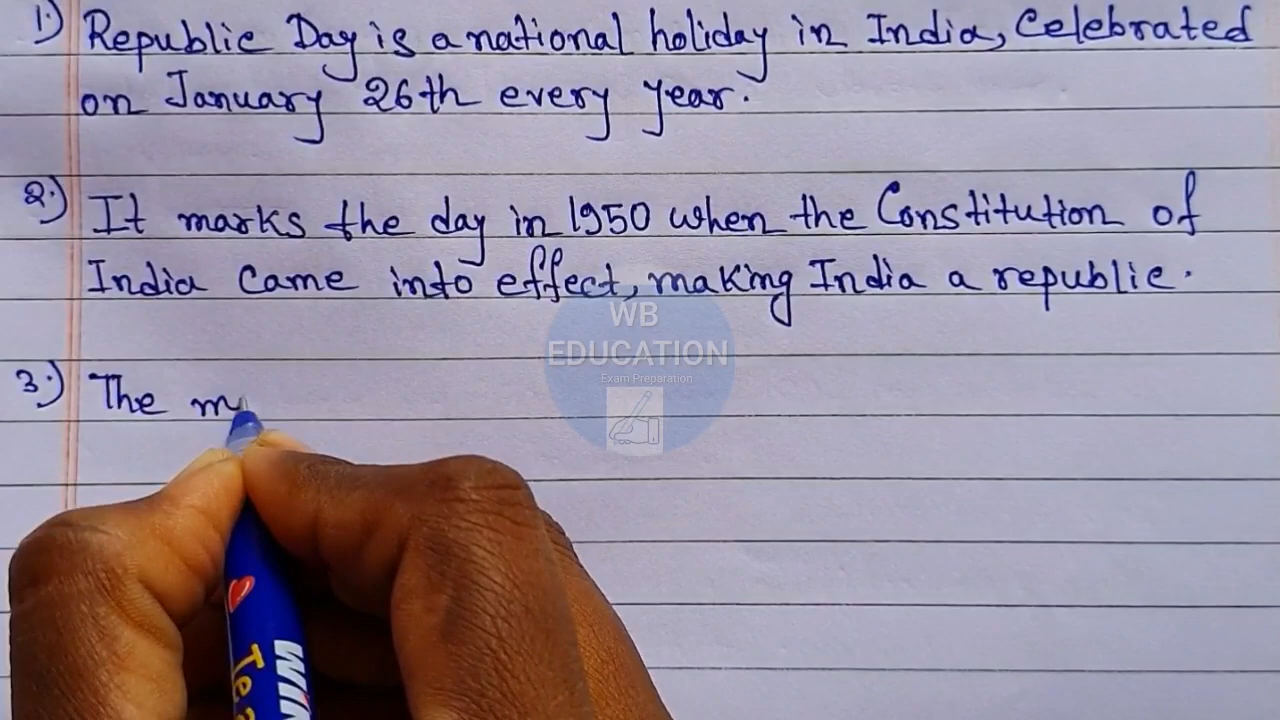 1.) Republic Day is a national holiday in India, Celebrated
on January 26th every year.
2.) It marks the day in 1950 when the Constitution of
India Came into effect, making India a republic.
3.) The m
WB
EDUCATION
Exam Preparation